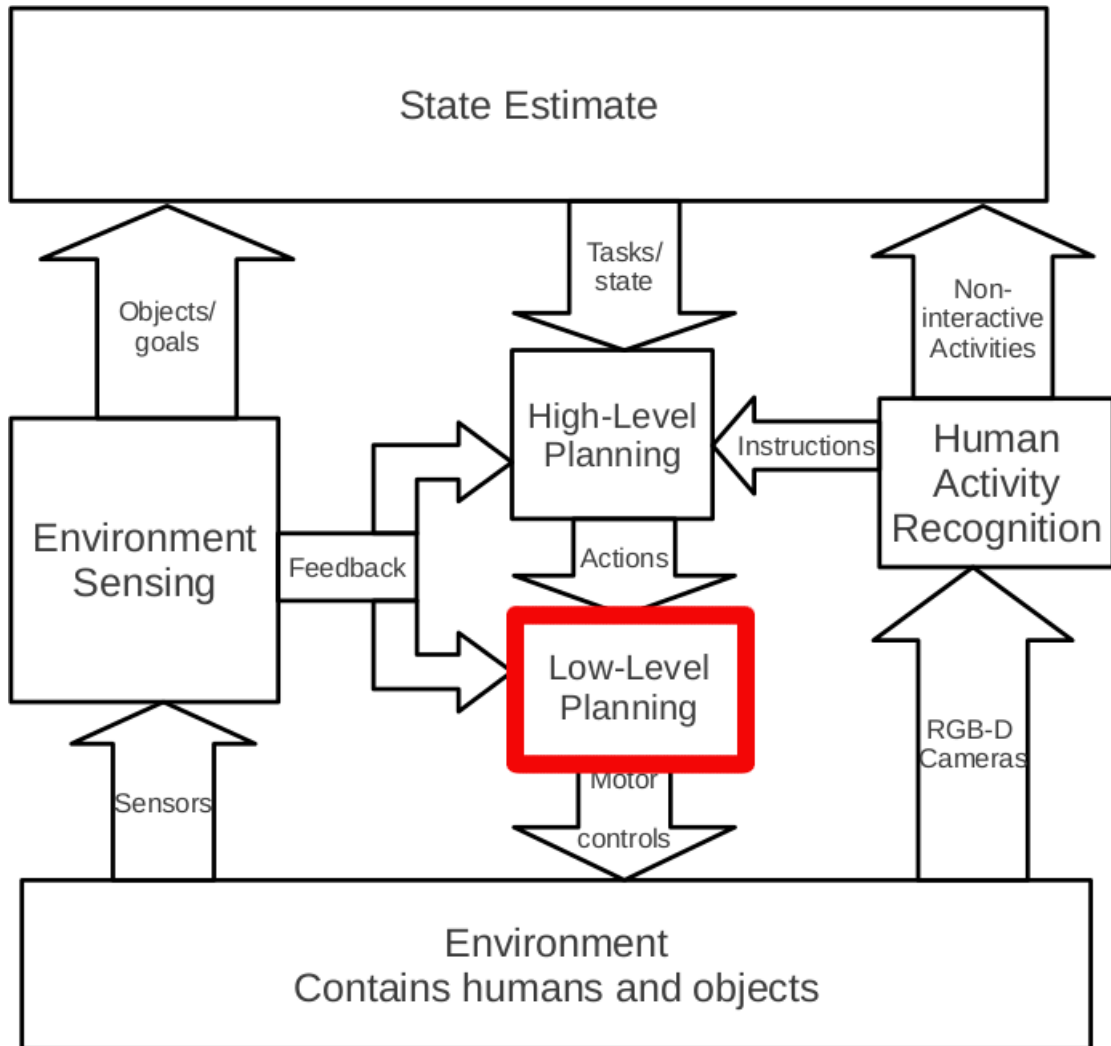 State Estimate
Tasks/
state
Objects/
goals
Non-
interactive
Activities
High-Level
Planning
Instructions
Human
Activity
Recognition
Environment
Sensing
Feedback
Actions
Low-Level
Planning
RGB-D
Cameras
Sensors
Motor
controls
Environment
Contains humans and objects